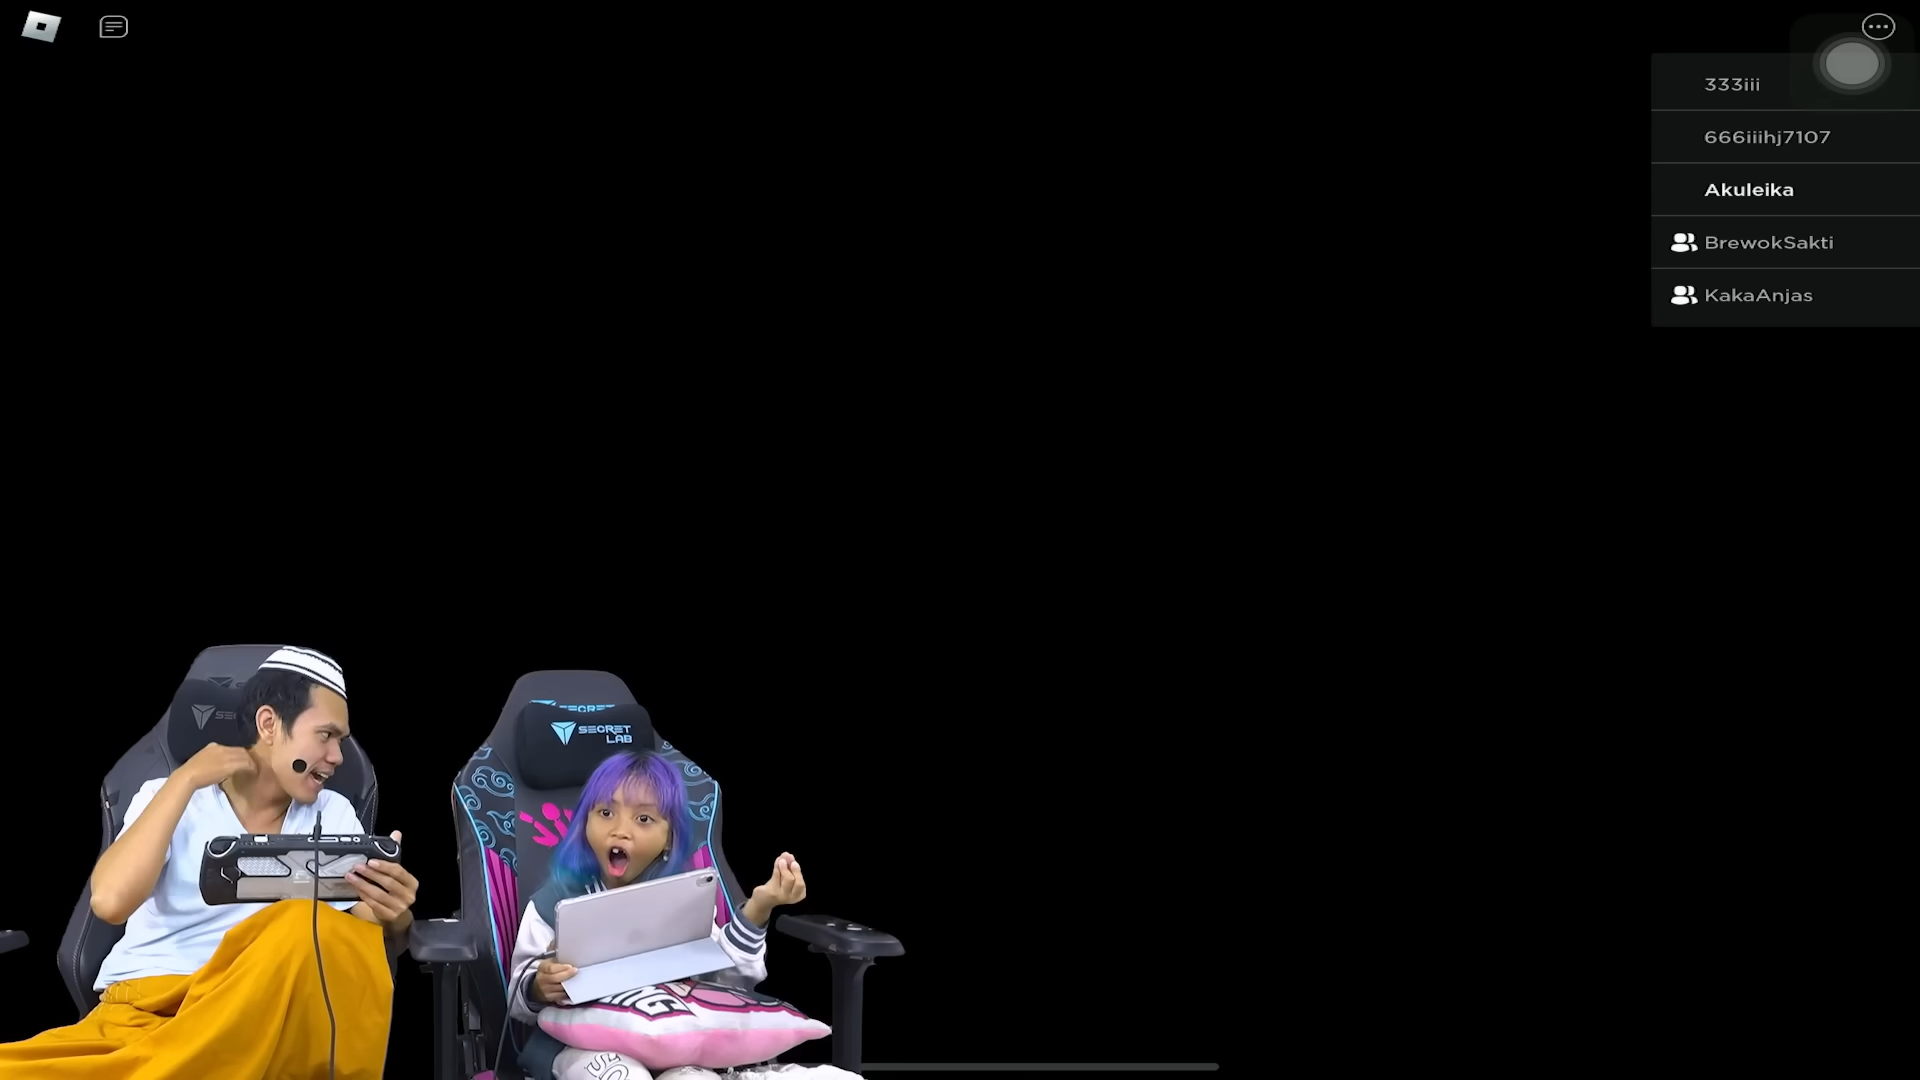 333iii
666iiihj7107
Akuleika
BrewokSakti
KakaAnjas
SECRET
LAB